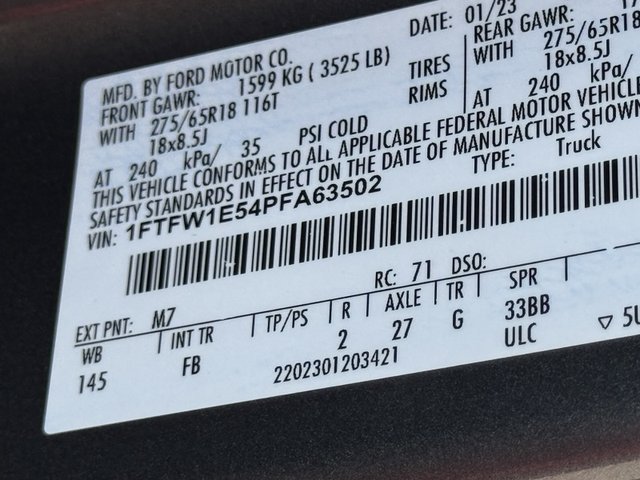 DATE: 01/23
MFD. BY FORD MOTOR CO.
FRONT GAWR: 1599 KG ( 3525 LB)
REAR GAWR:
WITH 275/65R18 116T TIRES
WITH 275/65R18
18x8.5J RIMS
18x8.5J
AT 240 kPa/ 35 PSI COLD
AT 240 kPa/
THIS VEHICLE CONFORMS TO ALL APPLICABLE FEDERAL MOTOR VEHICLE
SAFETY STANDARDS IN EFFECT ON THE DATE OF MANUFACTURE SHOWN
VIN: 1FTFW1E54PFA63502
TYPE: Truck
EXT PNT: M7 RC: 71 DSO:
WB INT TR TP/PS R AXLE TR SPR
145 FB 2 27 G 33BB
ULC
2202301203421